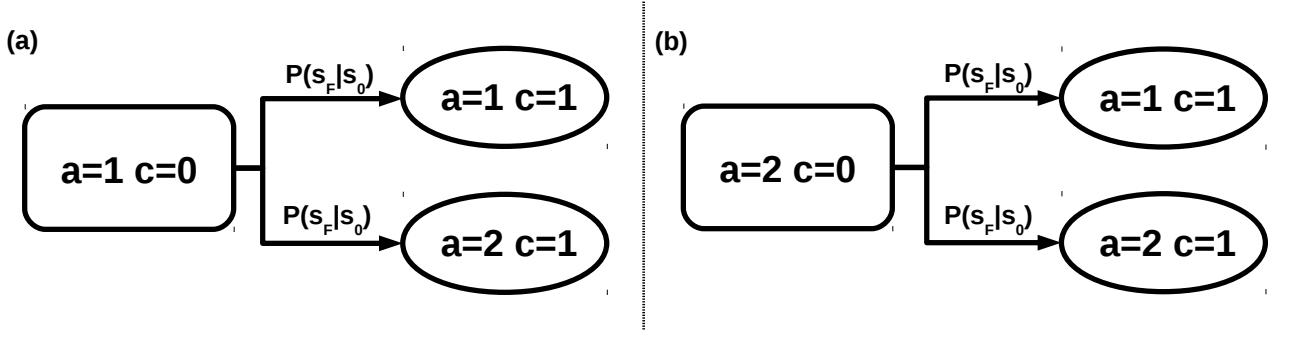 (a)
P(s_F|s_0)
a=1 c=1
a=1 c=0
P(s_F|s_0)
a=2 c=1
(b)
P(s_F|s_0)
a=1 c=1
a=2 c=0
P(s_F|s_0)
a=2 c=1